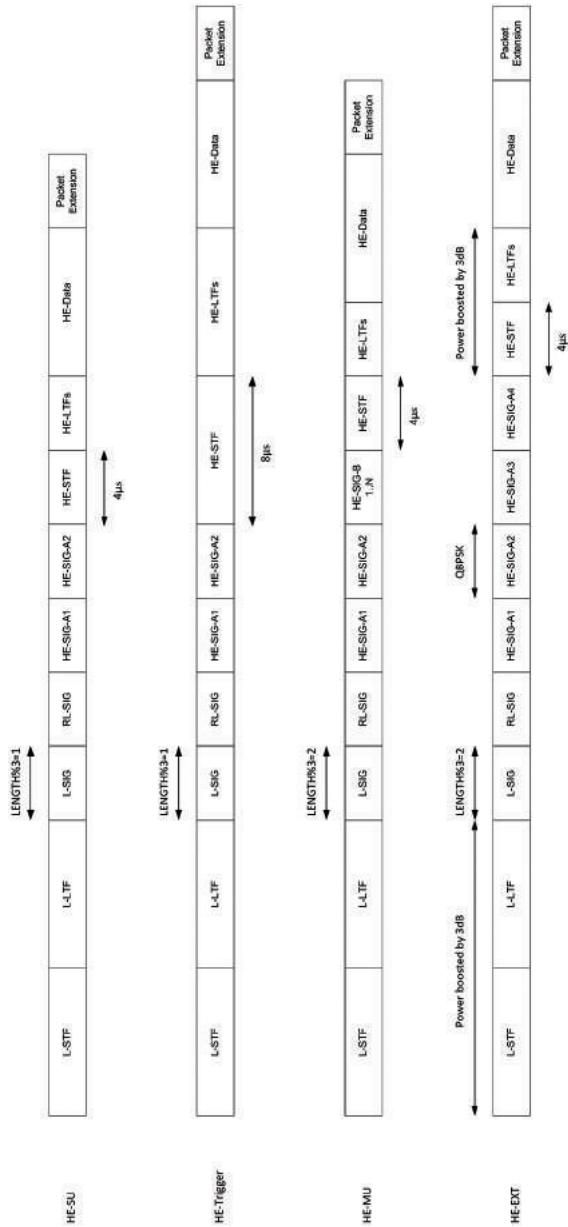 HE-SU
LENGTH%3=1
L-STF
L-LTF
L-SIG
RL-SIG
HE-SIG-A1
HE-SIG-A2
HE-STF
HE-LTFs
HE-Data
Packet
Extension
4µs
HE-Trigger
LENGTH%3=1
L-STF
L-LTF
L-SIG
RL-SIG
HE-SIG-A1
HE-SIG-A2
HE-STF
HE-LTFs
HE-Data
Packet
Extension
8µs
HE-MU
LENGTH%3=2
L-STF
L-LTF
L-SIG
RL-SIG
HE-SIG-A1
HE-SIG-A2
HE-SIG-B
1..N
HE-STF
HE-LTFs
HE-Data
Packet
Extension
4µs
HE-EXT
Power boosted by 3dB
LENGTH%3=2
QBPSK
Power boosted by 3dB
L-STF
L-LTF
L-SIG
RL-SIG
HE-SIG-A1
HE-SIG-A2
HE-SIG-A3
HE-SIG-A4
HE-STF
HE-LTFs
HE-Data
Packet
Extension
4µs